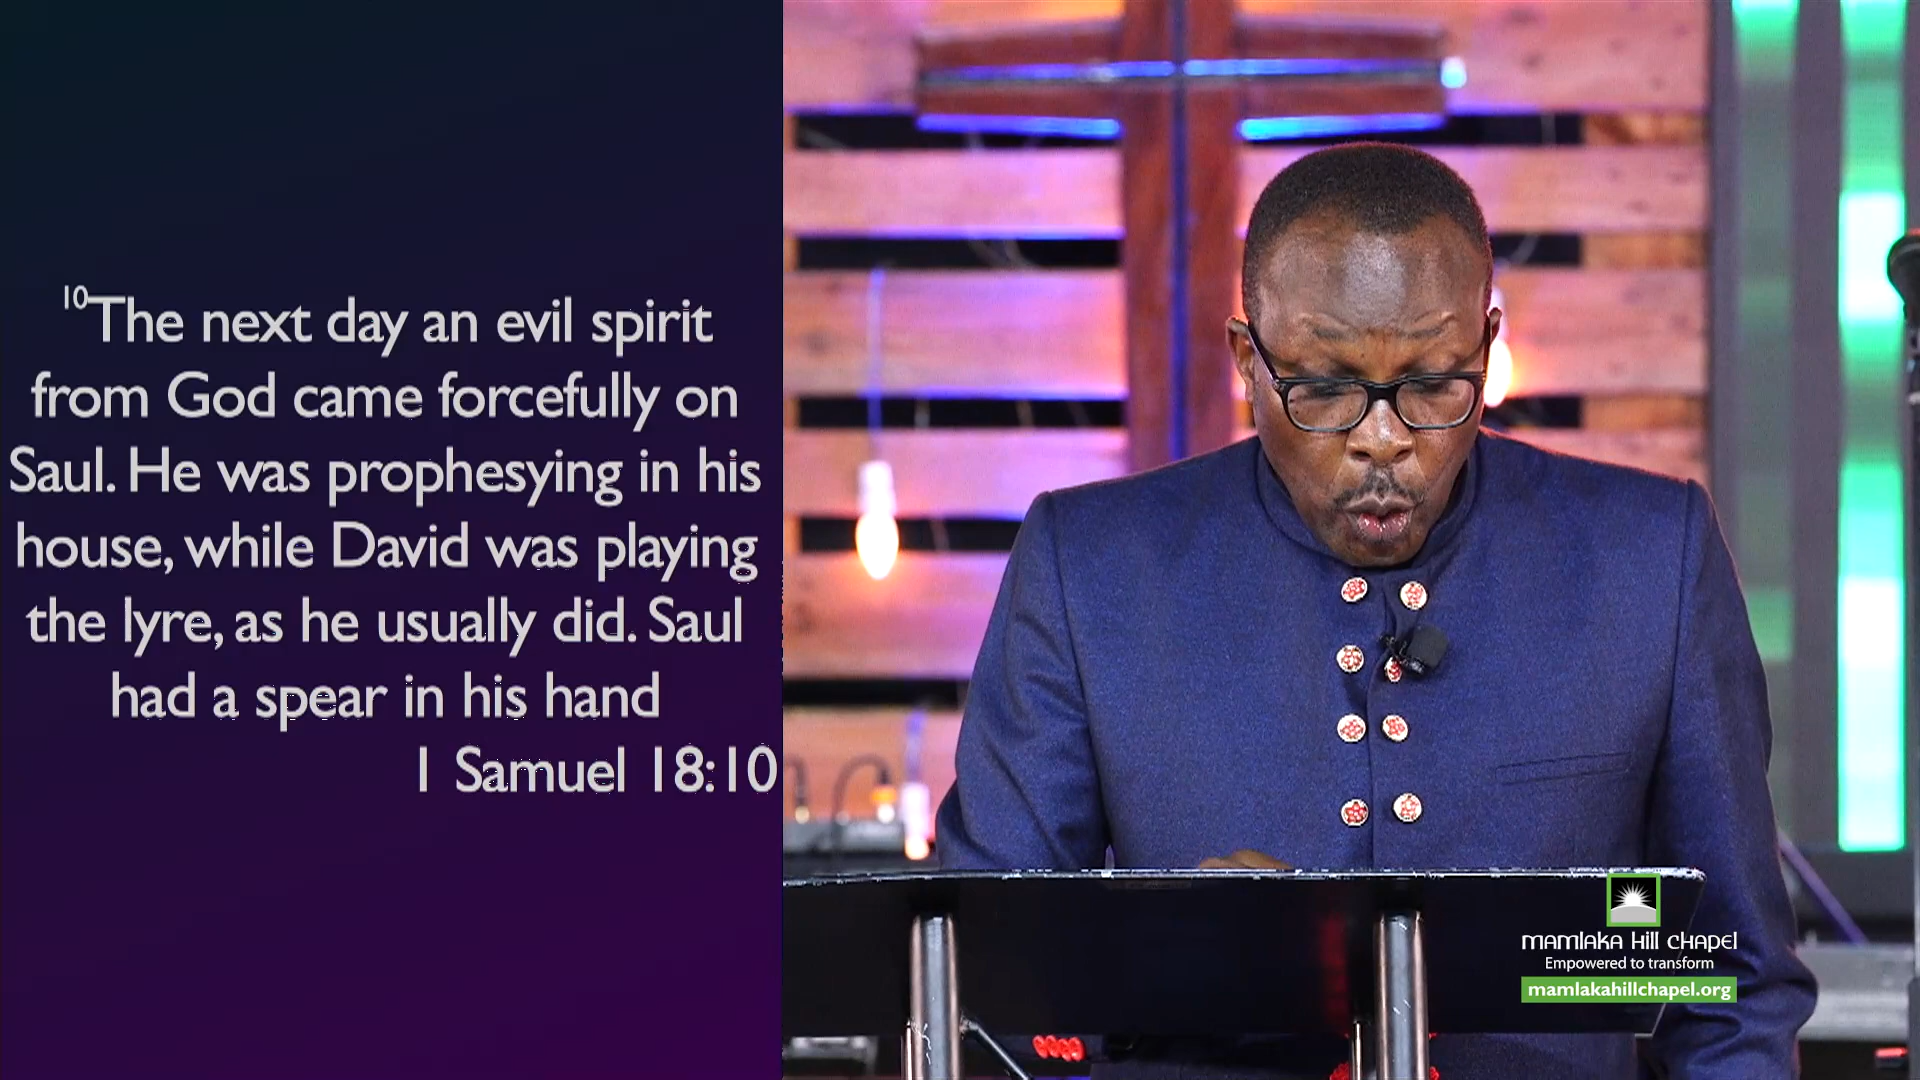 10The next day an evil spirit
from God came forcefully on
Saul. He was prophesying in his
house, while David was playing
the lyre, as he usually did. Saul
had a spear in his hand
1 Samuel 18:10
mamlaka hill chapel
Empowered to transform
mamlakahillchapel.org